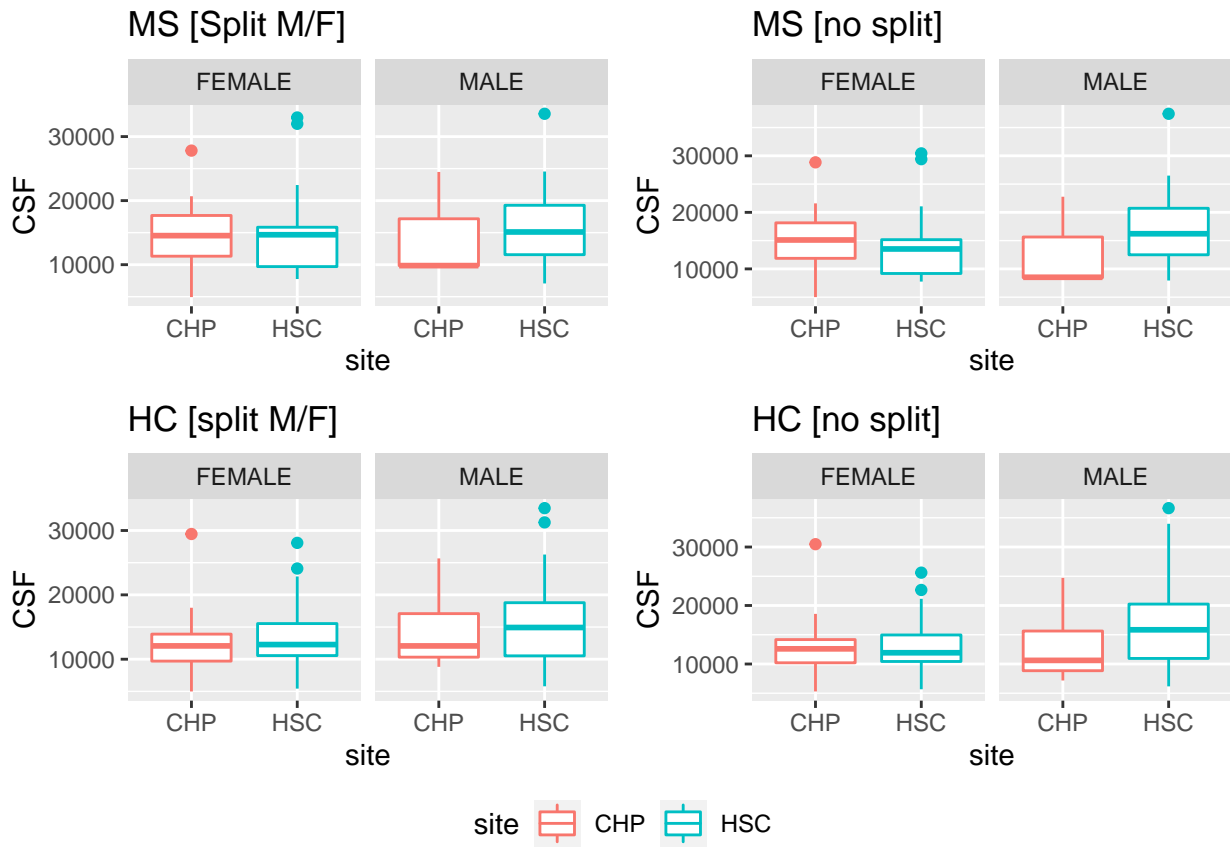 MS [Split M/F]
FEMALE MALE
30000
20000
10000
CSF
CHP HSC CHP HSC
site
MS [no split]
FEMALE MALE
30000
20000
10000
CSF
CHP HSC CHP HSC
site
HC [split M/F]
FEMALE MALE
30000
20000
10000
CSF
CHP HSC CHP HSC
site
HC [no split]
FEMALE MALE
30000
20000
10000
CSF
CHP HSC CHP HSC
site
site CHP HSC